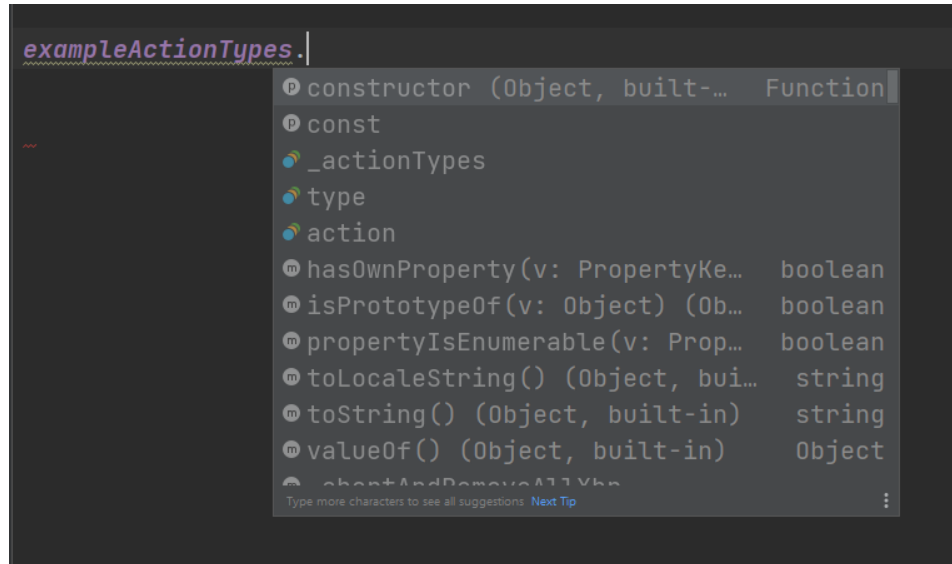 exampleActionTypes.
constructor (Object, built-… Function
const
_actionTypes
type
action
hasOwnProperty(v: PropertyKe… boolean
isPrototypeOf(v: Object) (Ob… boolean
propertyIsEnumerable(v: Prop… boolean
toLocaleString() (Object, bui… string
toString() (Object, built-in) string
valueOf() (Object, built-in) Object
Type more characters to see all suggestions Next Tip